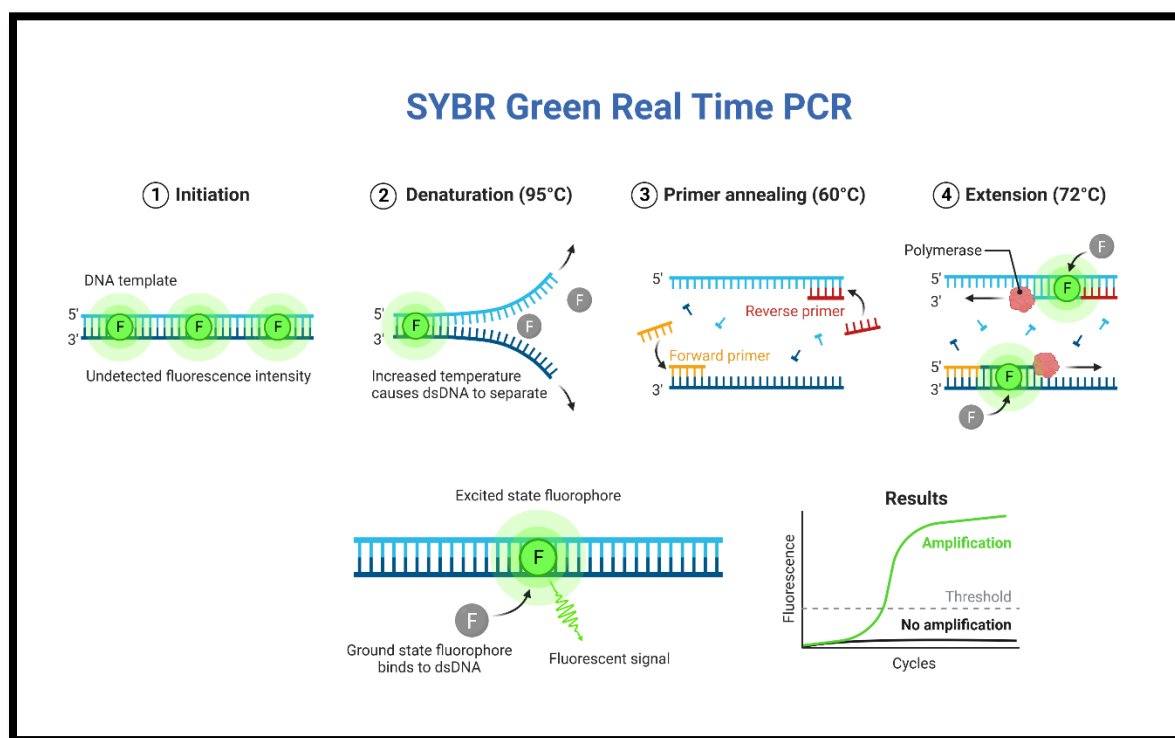 SYBR Green Real Time PCR
1 Initiation
DNA template
5'
3'
F
F
F
Undetected fluorescence intensity
2 Denaturation (95°C)
5'
3'
F
F
F
Increased temperature
causes dsDNA to separate
3 Primer annealing (60°C)
5'
Reverse primer
Forward primer
3'
4 Extension (72°C)
Polymerase
F
5'
F
3'
5'
F
3'
F
Excited state fluorophore
F
F
Ground state fluorophore
binds to dsDNA
Fluorescent signal
Results
Fluorescence
Amplification
Threshold
No amplification
Cycles